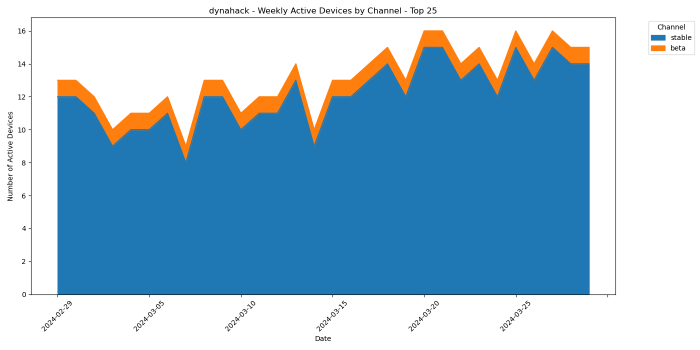 dynahack - Weekly Active Devices by Channel - Top 25
Channel
stable
beta
Number of Active Devices
16
14
12
10
8
6
4
2
0
2024-02-29
2024-03-05
2024-03-10
2024-03-15
2024-03-20
2024-03-25
Date